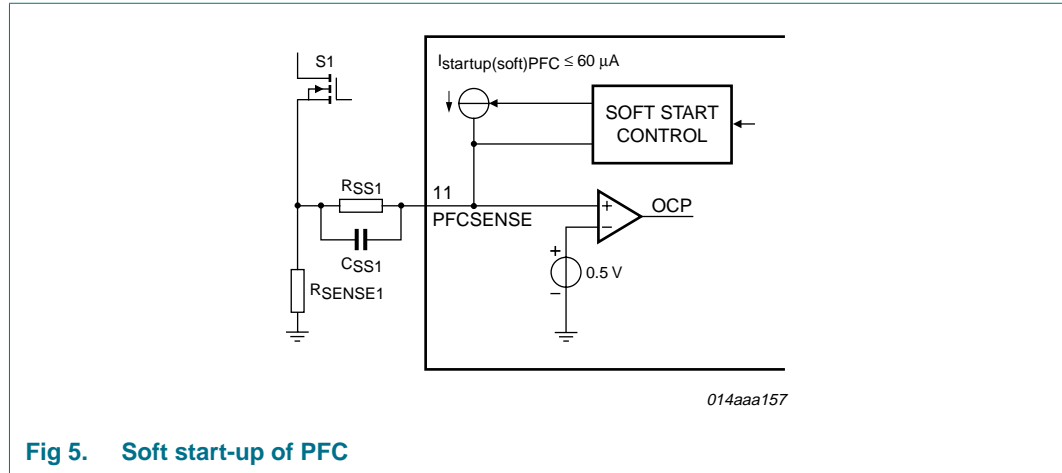 S1
Istartup(soft)PFC ≤ 60 μA
SOFT START
CONTROL
RSS1
11
PFCSENSE
CSS1
RSENSE1
+
−
OCP
+
−
0.5 V
014aaa157
Fig 5. Soft start-up of PFC